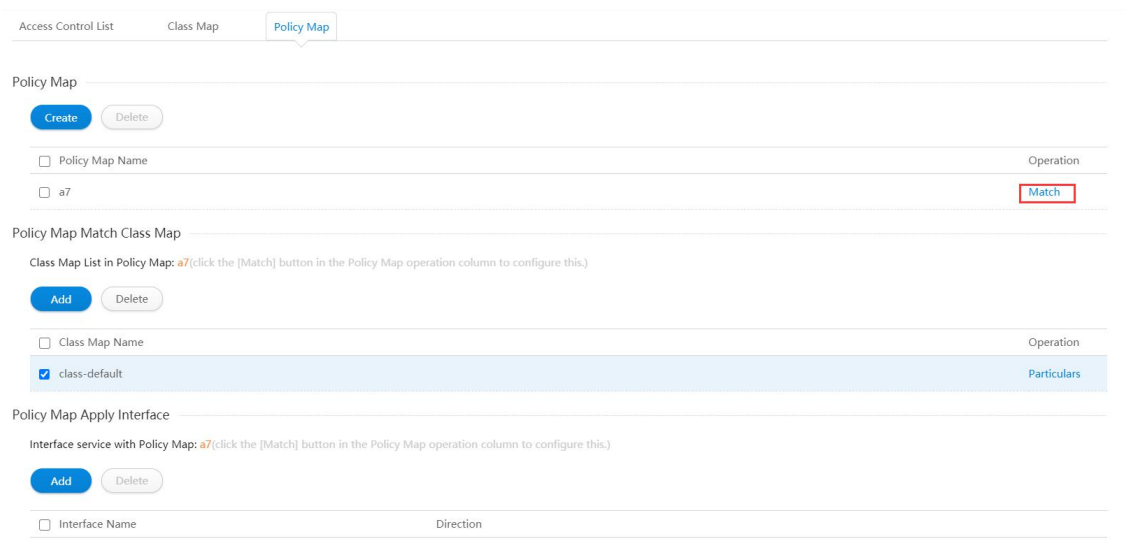 Access Control List Class Map Policy Map
Policy Map
Create Delete
Policy Map Name Operation
a7 Match
Policy Map Match Class Map
Class Map List in Policy Map: a7(click the [Match] button in the Policy Map operation column to configure this.)
Add Delete
Class Map Name Operation
class-default Particulars
Policy Map Apply Interface
Interface service with Policy Map: a7(click the [Match] button in the Policy Map operation column to configure this.)
Add Delete
Interface Name Direction